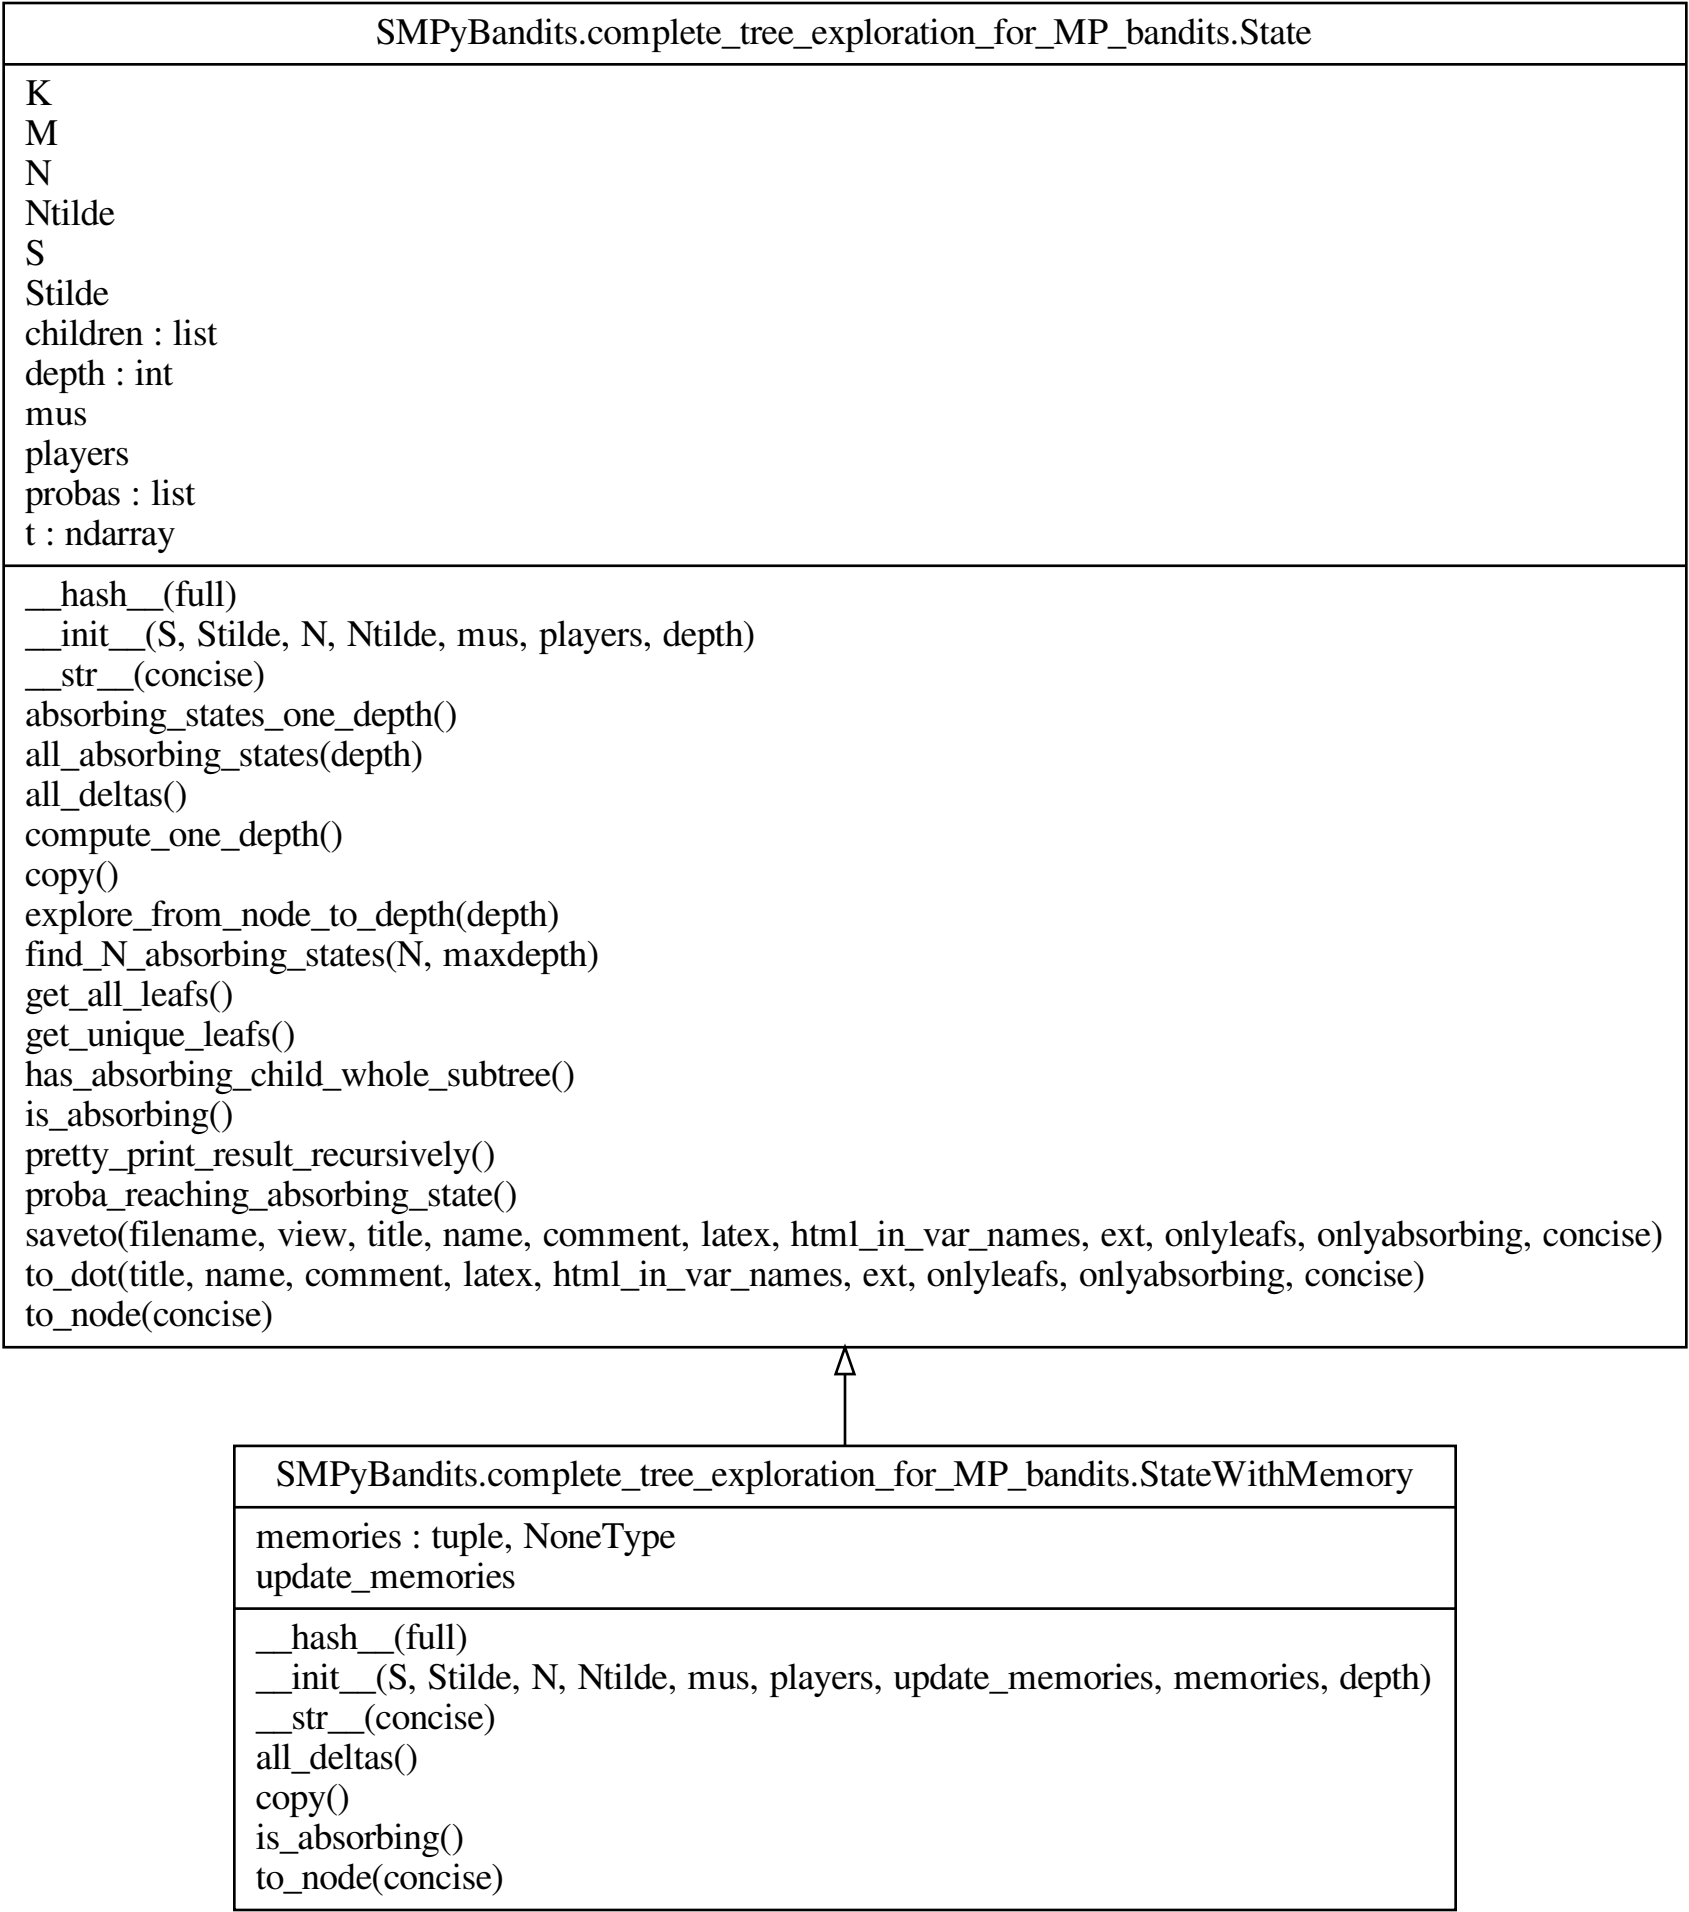 SMPyBandits.complete_tree_exploration_for_MP_bandits.State
K
M
N
Ntilde
S
Stilde
children : list
depth : int
mus
players
probas : list
t : ndarray
__hash__(full)
__init__(S, Stilde, N, Ntilde, mus, players, depth)
__str__(concise)
absorbing_states_one_depth()
all_absorbing_states(depth)
all_deltas()
compute_one_depth()
copy()
explore_from_node_to_depth(depth)
find_N_absorbing_states(N, maxdepth)
get_all_leafs()
get_unique_leafs()
has_absorbing_child_whole_subtree()
is_absorbing()
pretty_print_result_recursively()
proba_reaching_absorbing_state()
saveto(filename, view, title, name, comment, latex, html_in_var_names, ext, onlyleafs, onlyabsorbing, concise)
to_dot(title, name, comment, latex, html_in_var_names, ext, onlyleafs, onlyabsorbing, concise)
to_node(concise)
SMPyBandits.complete_tree_exploration_for_MP_bandits.StateWithMemory
memories : tuple, NoneType
update_memories
__hash__(full)
__init__(S, Stilde, N, Ntilde, mus, players, update_memories, memories, depth)
__str__(concise)
all_deltas()
copy()
is_absorbing()
to_node(concise)